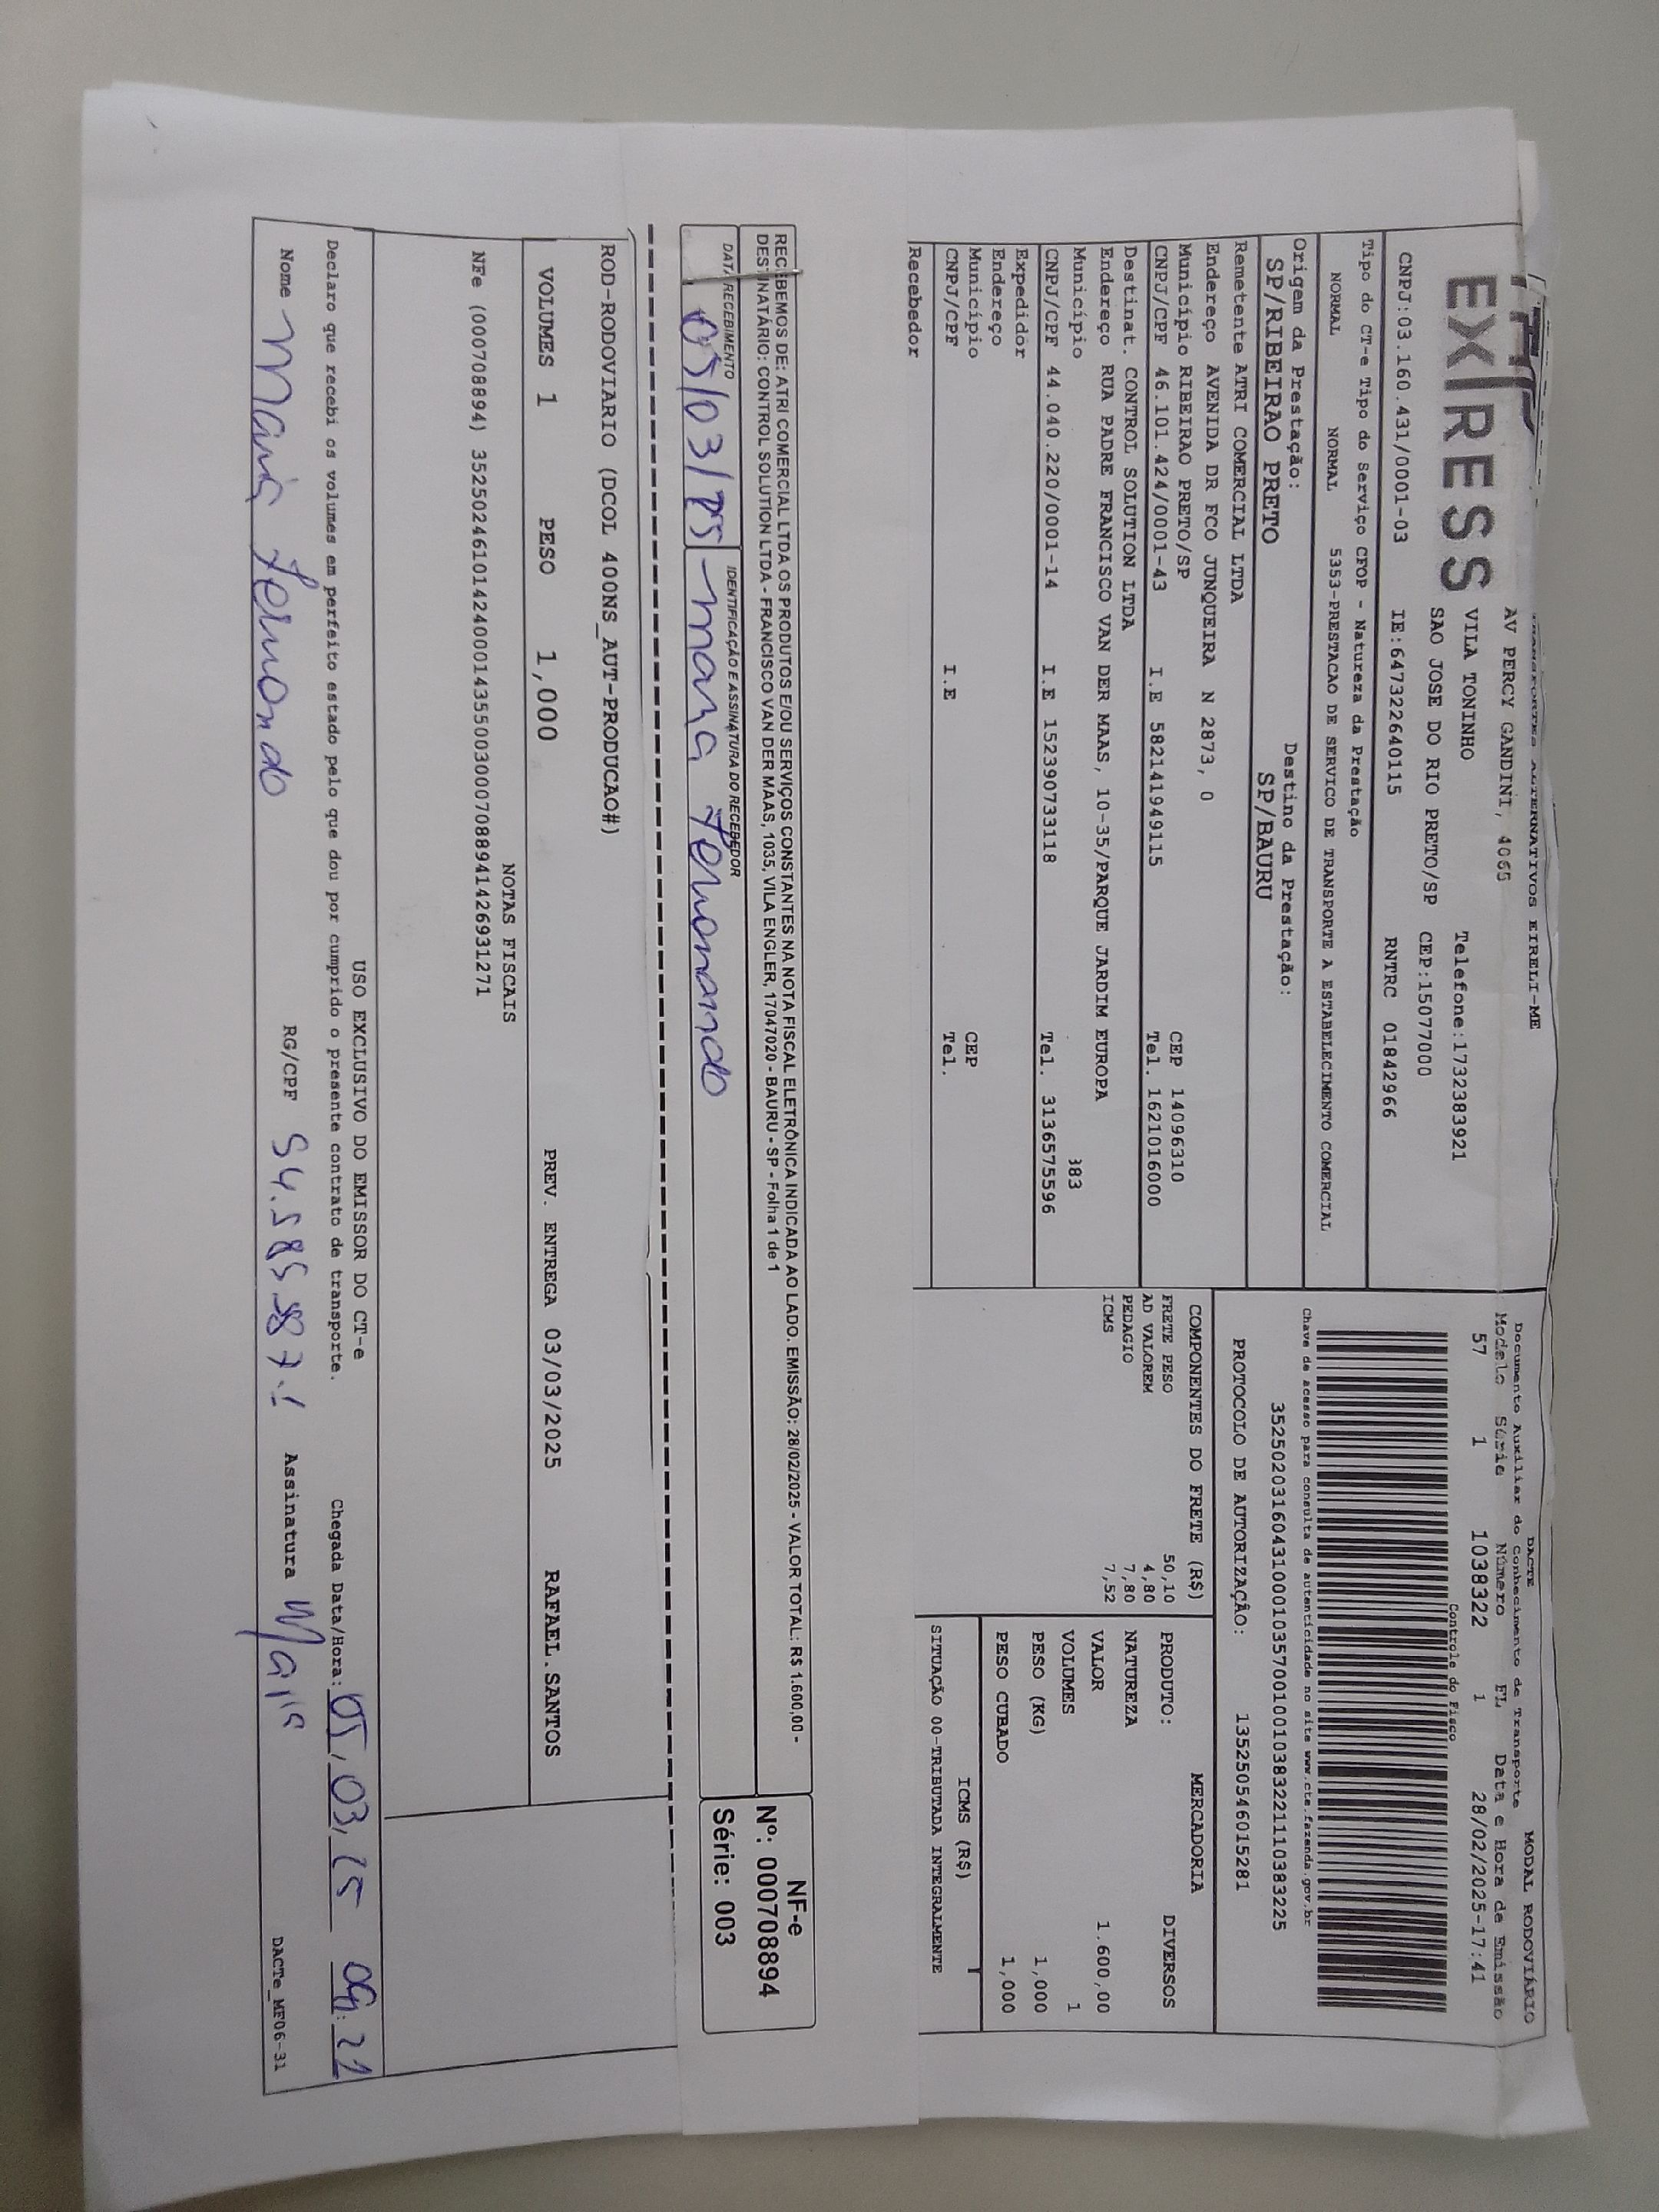 EXPRESS
AV PERCY GANDINI, 4065
VILA TONINHO Telefone:1732383921
SAO JOSE DO RIO PRETO/SP CEP:15077000
CNPJ:03.160.431/0001-03 IE:647322640115 RNTRC 01842966
Tipo do CT-e Tipo do Serviço CFOP - Natureza da Prestação
NORMAL NORMAL 5353-PRESTACAO DE SERVICO DE TRANSPORTE A ESTABELECIMENTO COMERCIAL
Origem da Prestação: Destino da Prestação:
SP/RIBEIRAO PRETO SP/BAURU
Remetente ATRI COMERCIAL LTDA
Endereço AVENIDA DR FCO JUNQUEIRA N 2873, 0
Município RIBEIRAO PRETO/SP CEP 14096310
CNPJ/CPF 46.101.424/0001-43 I.E 582141949115 Tel. 1621016000
Destinat. CONTROL SOLUTION LTDA
Endereço RUA PADRE FRANCISCO VAN DER MAAS, 10-35/PARQUE JARDIM EUROPA
Município 383
CNPJ/CPF 44.040.220/0001-14 I.E 152390733118 Tel. 3136575596
Expedidor
Endereço
Município CEP
CNPJ/CPF I.E Tel.
Recebedor
DACTE MODAL RODOVIÁRIO
Documento Auxiliar do Conhecimento de Transporte
Modelo Série Número FL Data e Hora de Emissão
57 1 1038322 1 28/02/2025-17:41
Controle do Fisco
Chave de acesso para consulta de autenticidade no site www.cte.fazenda.gov.br
35250203160431000103570010010383221110383225
PROTOCOLO DE AUTORIZAÇÃO: 135250546015281
COMPONENTES DO FRETE (R$)
FRETE PESO 50,10
AD VALOREM 4,80
PEDAGIO 7,80
ICMS 7,52
MERCADORIA
PRODUTO: DIVERSOS
NATUREZA
VALOR 1.600,00
VOLUMES 1
PESO (KG) 1,000
PESO CUBADO 1,000
ICMS (R$)
SITUAÇÃO 00-TRIBUTADA INTEGRALMENTE
RECEBEMOS DE: ATRI COMERCIAL LTDA OS PRODUTOS E/OU SERVIÇOS CONSTANTES NA NOTA FISCAL ELETRÔNICA INDICADA AO LADO. EMISSÃO: 28/02/2025 - VALOR TOTAL: R$ 1.600,00 -
DESTINATÁRIO: CONTROL SOLUTION LTDA - FRANCISCO VAN DER MAAS, 1035, VILA ENGLER, 17047020 - BAURU - SP - Folha 1 de 1
DATA RECEBIMENTO IDENTIFICAÇÃO E ASSINATURA DO RECEBEDOR
05/03/25
NF-e
Nº: 000708894
Série: 003
ROD-RODOVIARIO (DCOL 400NS_AUT-PRODUCAO#)
VOLUMES 1 PESO 1,000 PREV. ENTREGA 03/03/2025 RAFAEL.SANTOS
NOTAS FISCAIS
NFe (000708894) 35250246101424000143550030007088941426931271
USO EXCLUSIVO DO EMISSOR DO CT-e
Declaro que recebi os volumes em perfeito estado pelo que dou por cumprido o presente contrato de transporte. Chegada Data/Hora: 05/03/25 09:21
Nome RG/CPF Assinatura
DACTe_MF06-31